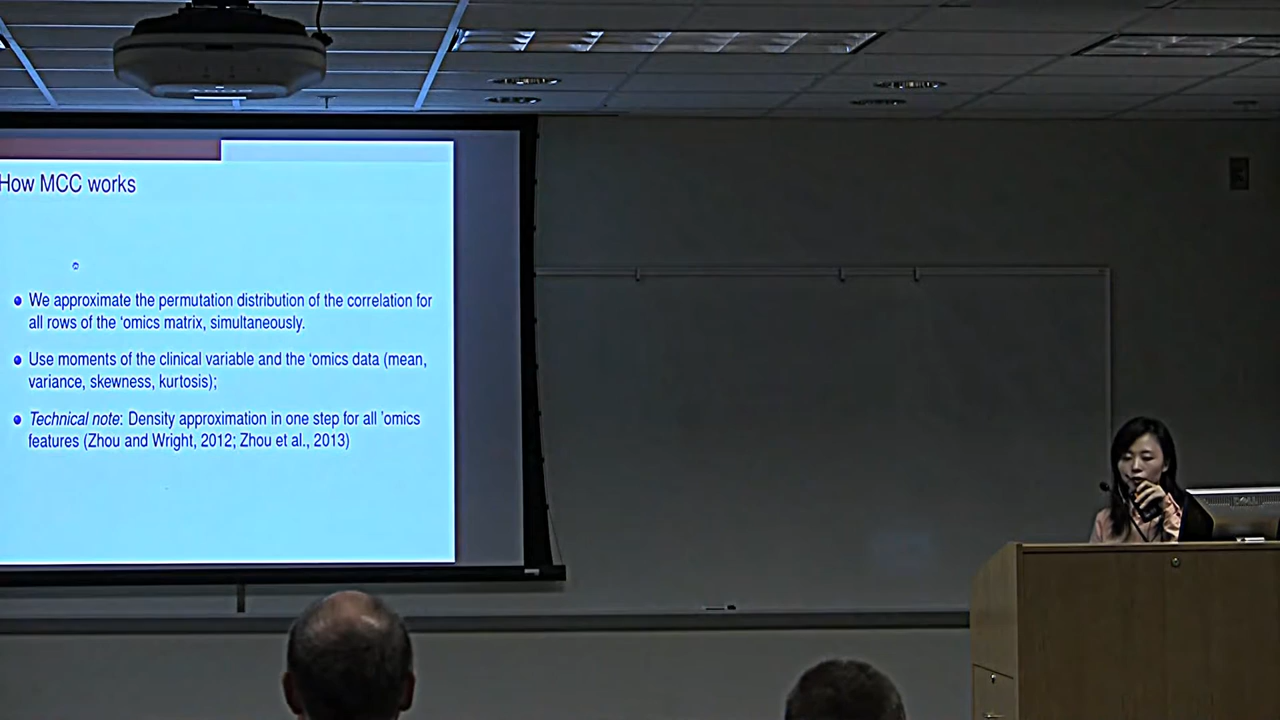 How MCC works
We approximate the permutation distribution of the correlation for
all rows of the ‘omics matrix, simultaneously.
Use moments of the clinical variable and the ‘omics data (mean,
variance, skewness, kurtosis);
Technical note: Density approximation in one step for all ’omics
features (Zhou and Wright, 2012; Zhou et al., 2013)